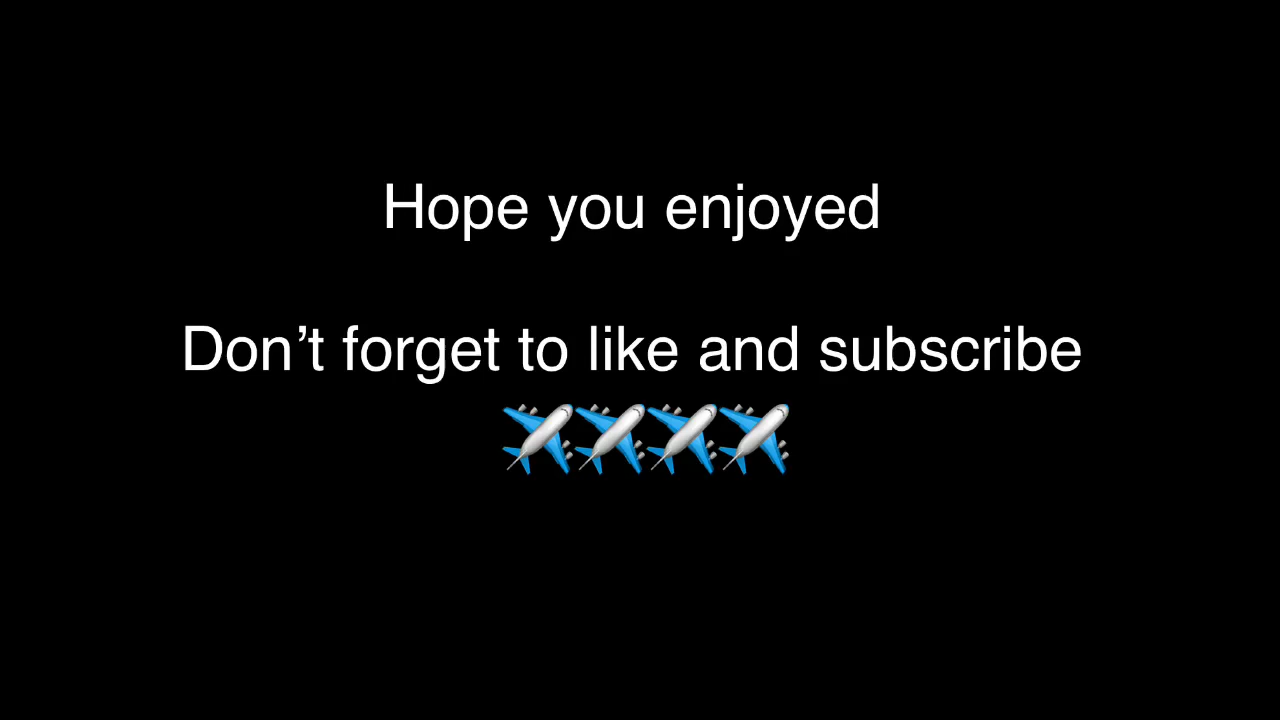 Hope you enjoyed
Don’t forget to like and subscribe
✈️✈️✈️✈️